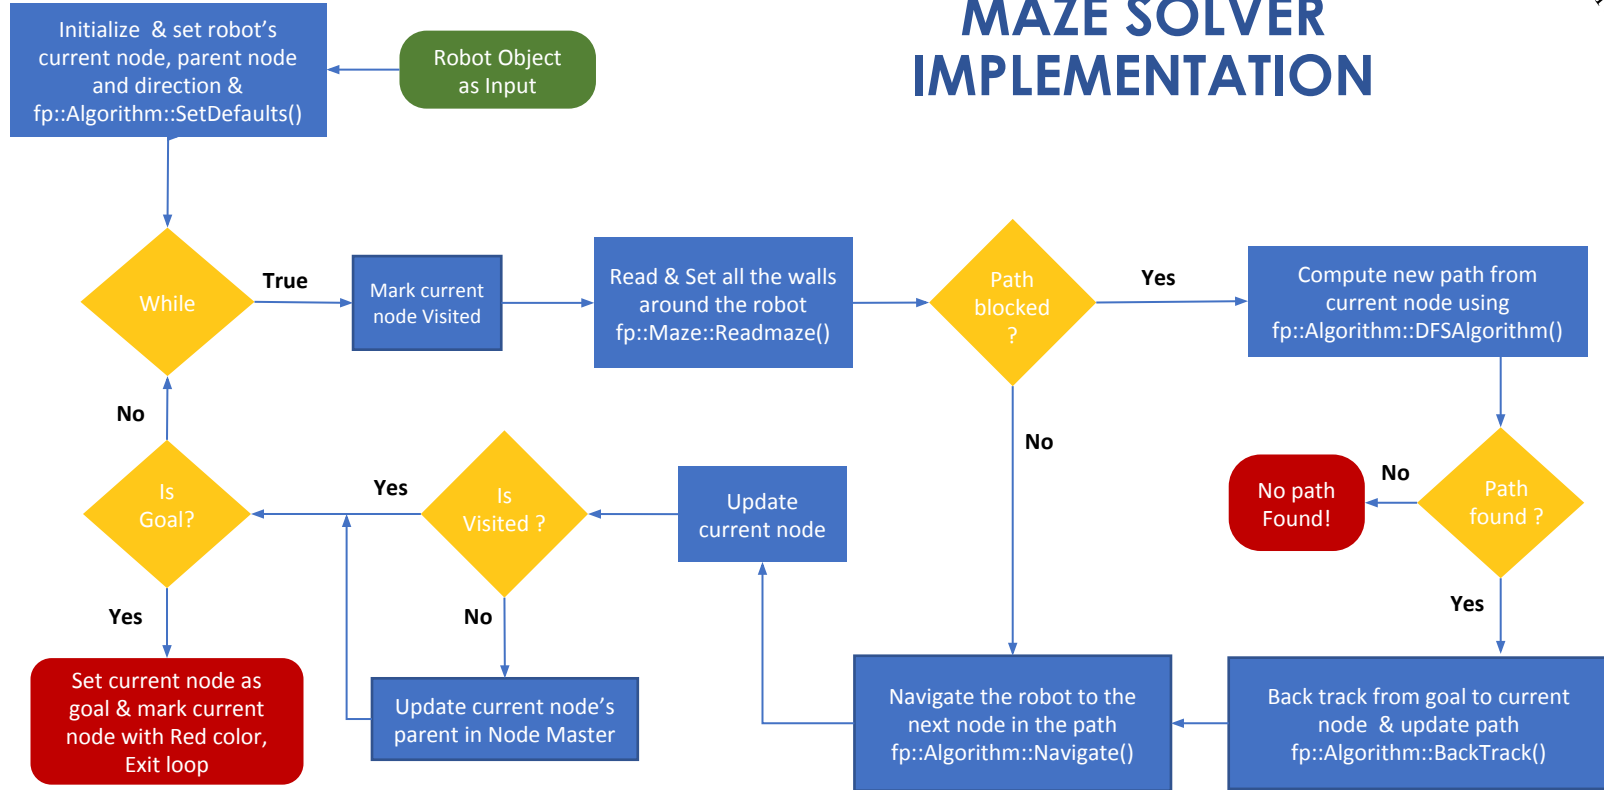 MAZE SOLVER
IMPLEMENTATION
Initialize & set robot's
current node, parent node
and direction &
fp::Algorithm::SetDefaults()
Robot Object
as Input
While
True
Mark current
node Visited
Read & Set all the walls
around the robot
fp::Maze::Readmaze()
Path
blocked
?
Yes
Compute new path from
current node using
fp::Algorithm::DFSAlgorithm()
No
No
Is
Goal?
Yes
Is
Visited ?
Update
current node
No path
Found!
No
Path
found ?
Yes
No
Yes
Set current node as
goal & mark current
node with Red color,
Exit loop
Update current node's
parent in Node Master
Navigate the robot to the
next node in the path
fp::Algorithm::Navigate()
Back track from goal to current
node & update path
fp::Algorithm::BackTrack()